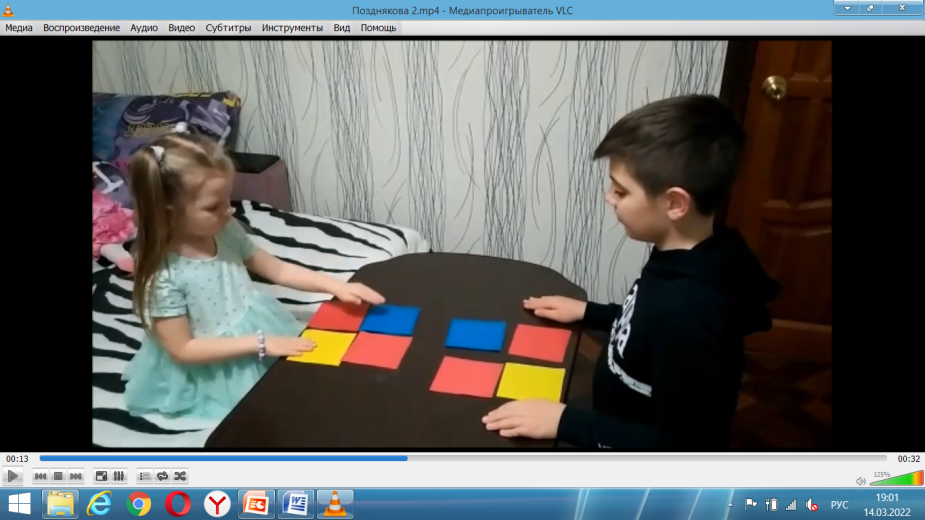 Позднякова 2.mp4 - Медиапроигрыватель VLC
Медиа Воспроизведение Аудио Видео Субтитры Инструменты Вид Помощь
00:13 00:32
125%
РУС
19:01
14.03.2022